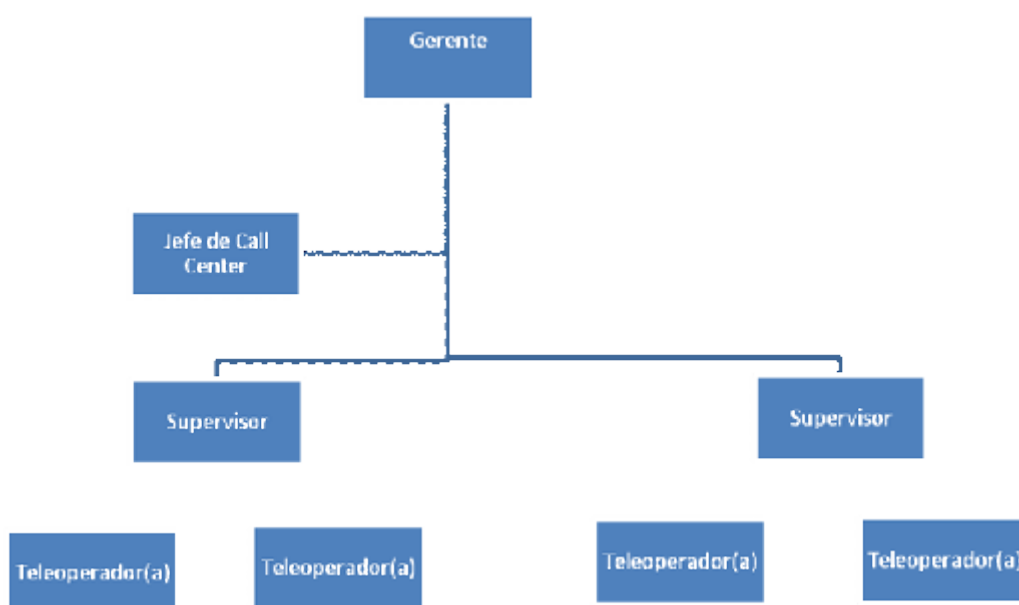 Gerente
Jefe de Call
Center
Supervisor
Supervisor
Teleoperador(a)
Teleoperador(a)
Teleoperador(a)
Teleoperador(a)